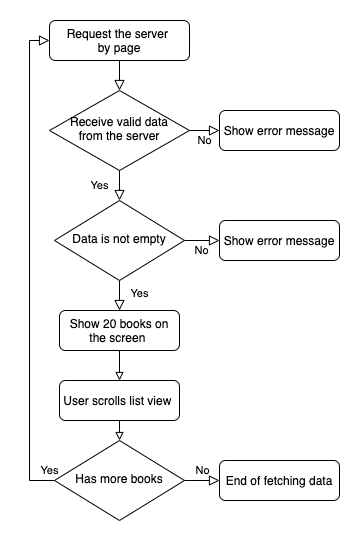 Request the server
by page
Receive valid data
from the server
No
Show error message
Yes
Data is not empty
No
Show error message
Yes
Show 20 books on
the screen
User scrolls list view
Yes
Has more books
No
End of fetching data